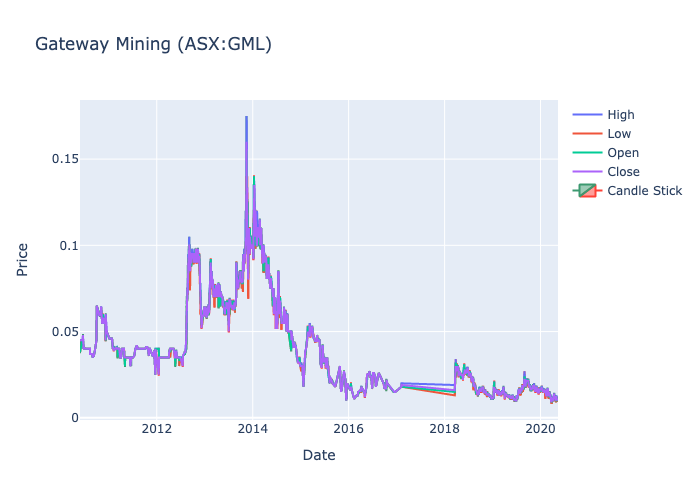 Gateway Mining (ASX:GML)
High
Low
Open
Close
Candle Stick
0.15
0.1
0.05
0
Price
2012
2014
2016
2018
2020
Date